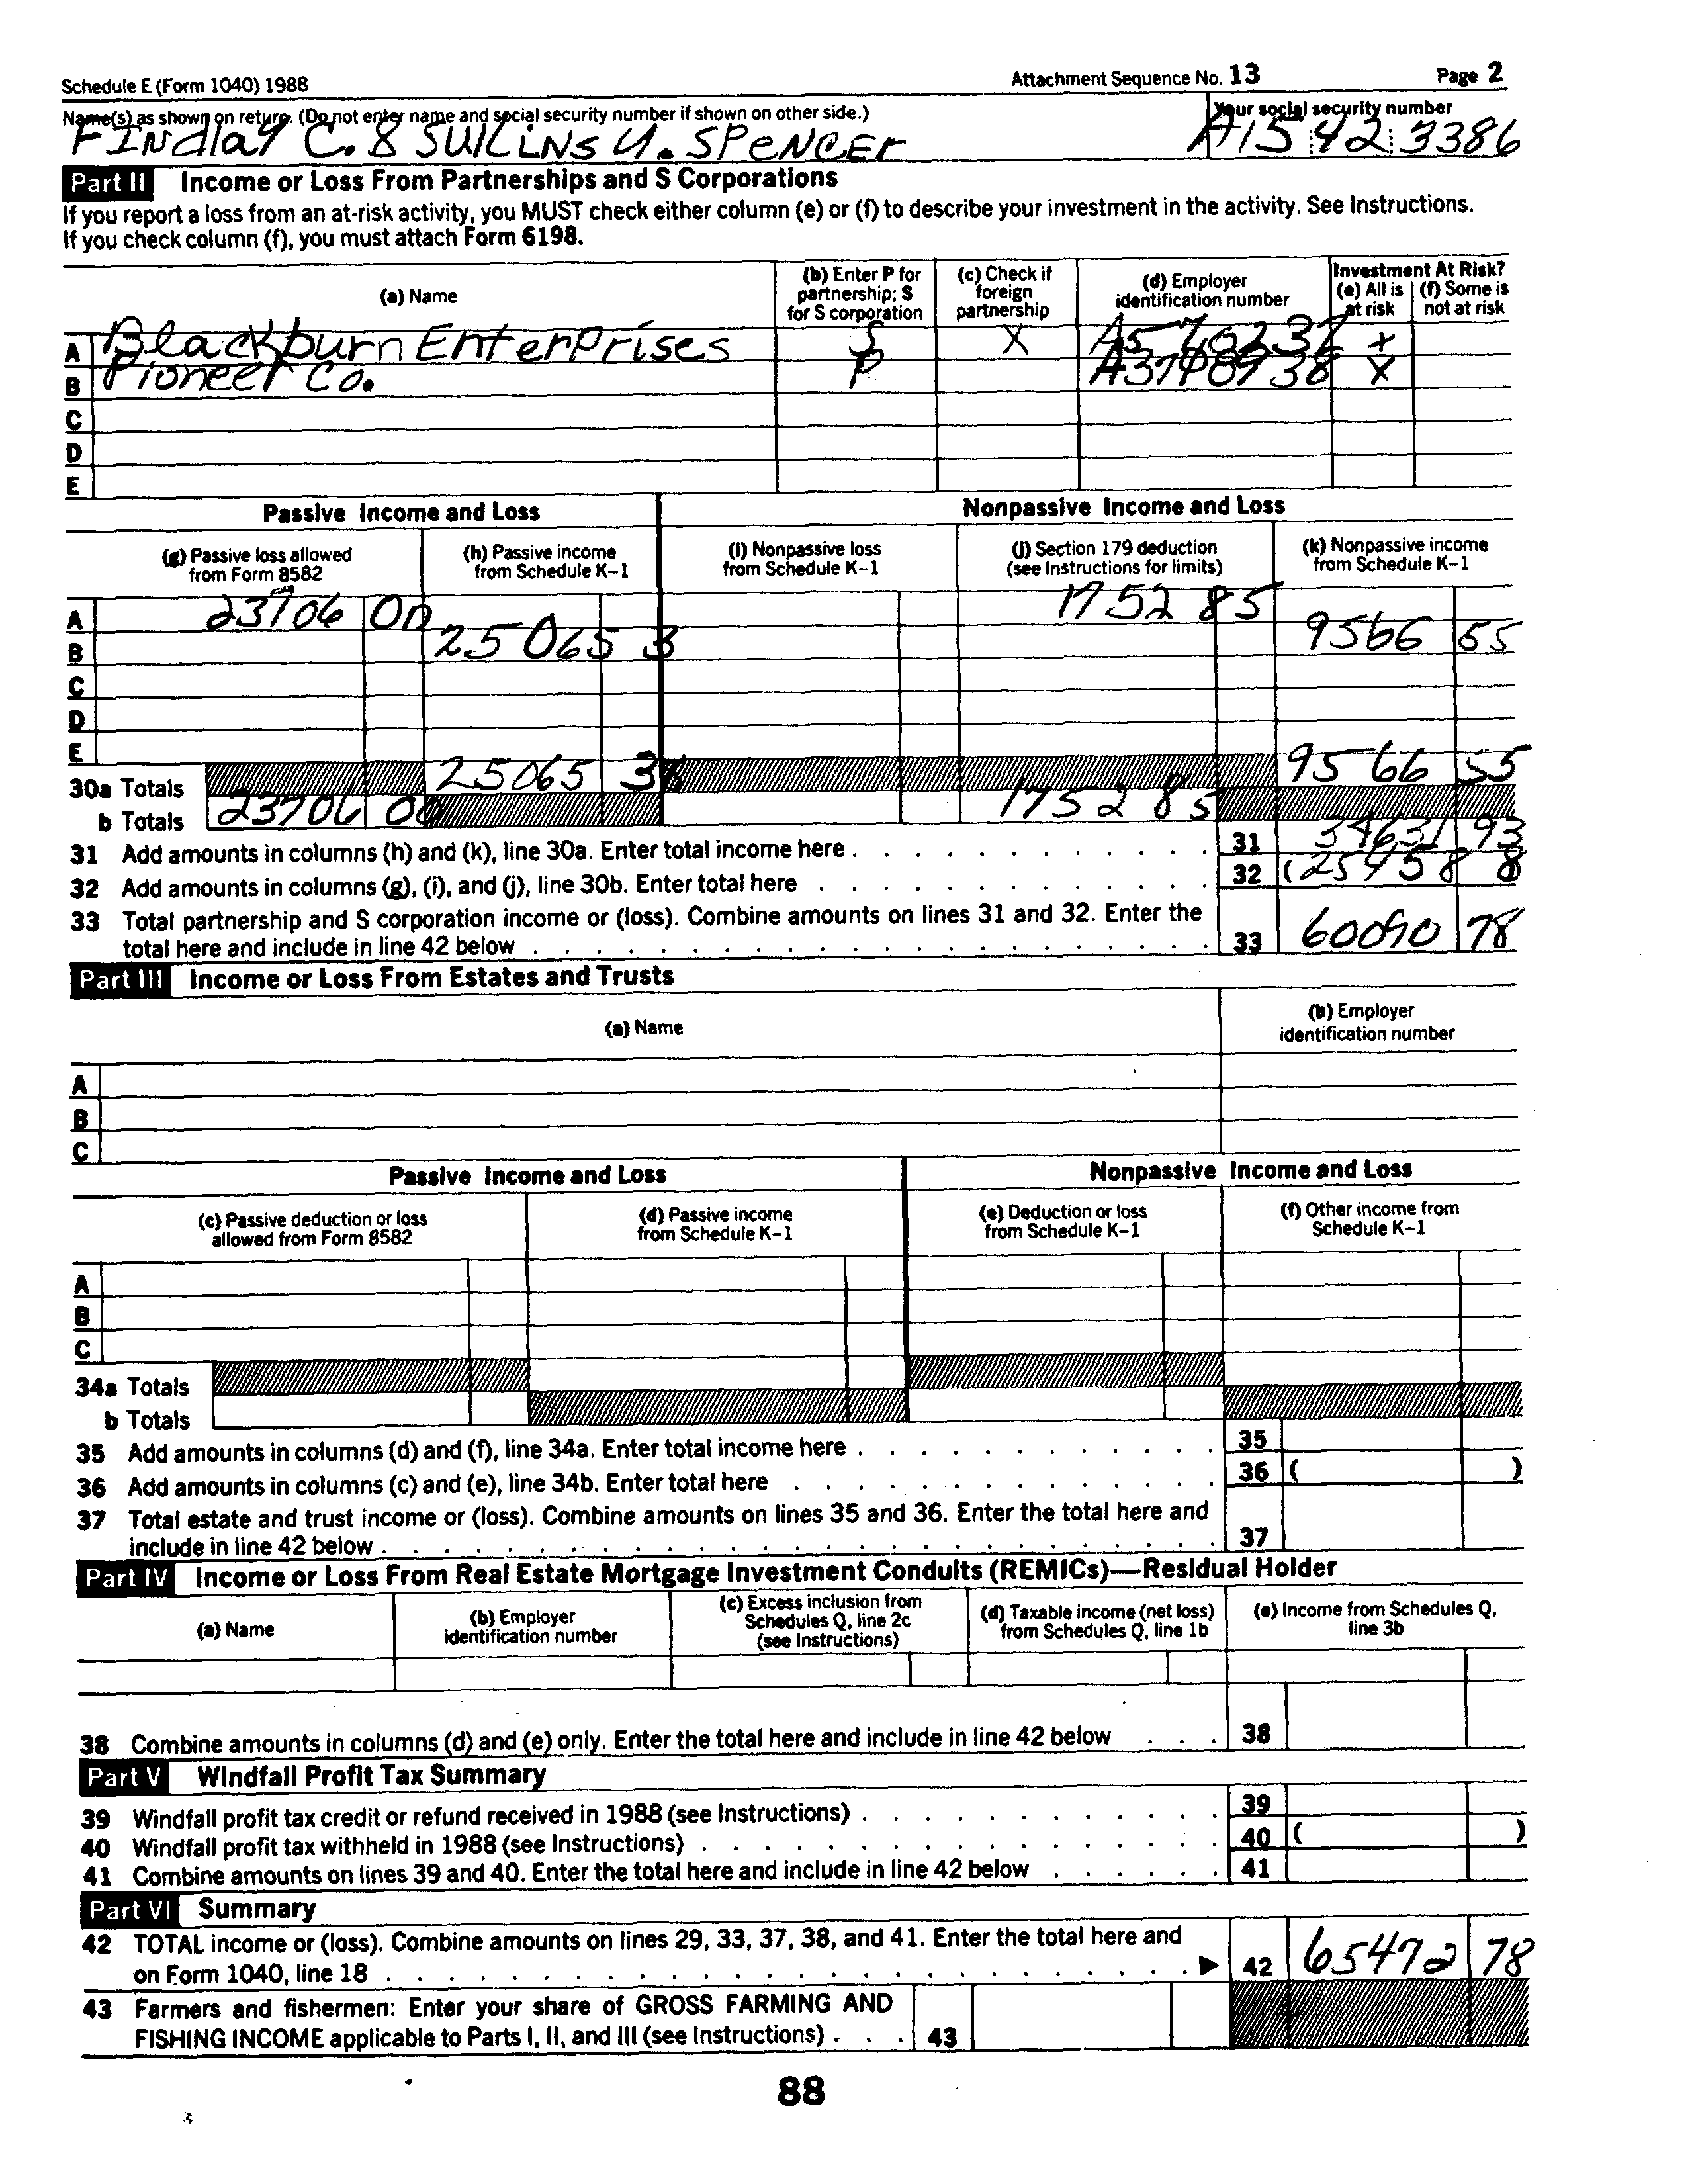 Schedule E (Form 1040) 1988 Attachment Sequence No. 13 Page 2
Name(s) as shown on return. (Do not enter name and social security number if shown on other side.) Your social security number
FINdlay C. & SULLINS Y. SPENCER A15 42 3386
Part II Income or Loss From Partnerships and S Corporations
If you report a loss from an at-risk activity, you MUST check either column (e) or (f) to describe your investment in the activity. See Instructions.
If you check column (f), you must attach Form 6198.
(a) Name
(b) Enter P for partnership; S for S corporation
(c) Check if foreign partnership
(d) Employer identification number
Investment At Risk?
(e) All is at risk
(f) Some is not at risk
A Blackburn Enterprises S X +
B Pioneer Co. P X
C
D
E
Passive Income and Loss Nonpassive Income and Loss
(g) Passive loss allowed from Form 8582
(h) Passive income from Schedule K–1
(i) Nonpassive loss from Schedule K–1
(j) Section 179 deduction (see Instructions for limits)
(k) Nonpassive income from Schedule K–1
A 23706 00 1752 85
B 25065 3 9566 55
C
D
E
30a Totals 25065 9566 55
b Totals 23706 00 1752 85
31 Add amounts in columns (h) and (k), line 30a. Enter total income here 31 34631 93
32 Add amounts in columns (g), (i), and (j), line 30b. Enter total here 32 (25458 8
33 Total partnership and S corporation income or (loss). Combine amounts on lines 31 and 32. Enter the
total here and include in line 42 below 33 60090 78
Part III Income or Loss From Estates and Trusts
(a) Name
(b) Employer identification number
A
B
C
Passive Income and Loss Nonpassive Income and Loss
(c) Passive deduction or loss allowed from Form 8582
(d) Passive income from Schedule K–1
(e) Deduction or loss from Schedule K–1
(f) Other income from Schedule K–1
A
B
C
34a Totals
b Totals
35 Add amounts in columns (d) and (f), line 34a. Enter total income here 35
36 Add amounts in columns (c) and (e), line 34b. Enter total here 36 ( )
37 Total estate and trust income or (loss). Combine amounts on lines 35 and 36. Enter the total here and
include in line 42 below 37
Part IV Income or Loss From Real Estate Mortgage Investment Conduits (REMICs)—Residual Holder
(a) Name
(b) Employer identification number
(c) Excess inclusion from Schedules Q, line 2c (see Instructions)
(d) Taxable income (net loss) from Schedules Q, line 1b
(e) Income from Schedules Q, line 3b
38 Combine amounts in columns (d) and (e) only. Enter the total here and include in line 42 below 38
Part V Windfall Profit Tax Summary
39 Windfall profit tax credit or refund received in 1988 (see Instructions) 39
40 Windfall profit tax withheld in 1988 (see Instructions) 40 ( )
41 Combine amounts on lines 39 and 40. Enter the total here and include in line 42 below 41
Part VI Summary
42 TOTAL income or (loss). Combine amounts on lines 29, 33, 37, 38, and 41. Enter the total here and
on Form 1040, line 18 ▶ 42 65472 78
43 Farmers and fishermen: Enter your share of GROSS FARMING AND
FISHING INCOME applicable to Parts I, II, and III (see Instructions) 43
88